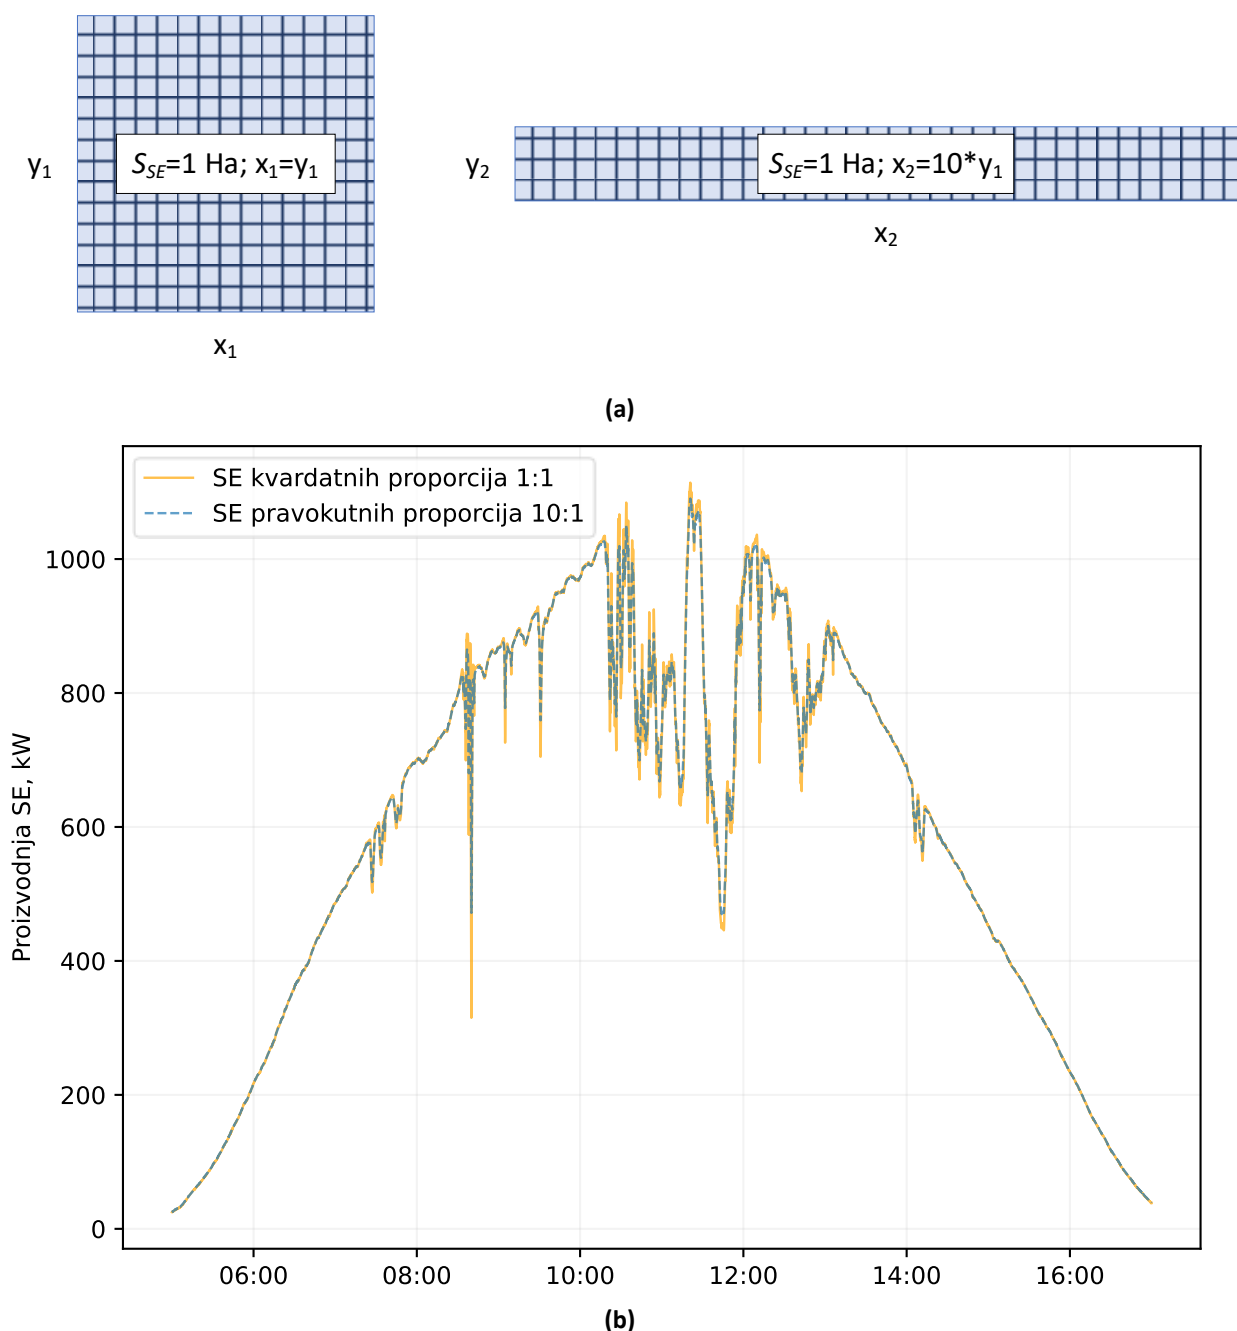 y₁
S_SE=1 Ha; x₁=y₁
x₁
y₂
S_SE=1 Ha; x₂=10*y₁
x₂
(a)
SE kvardatnih proporcija 1:1
SE pravokutnih proporcija 10:1
Proizvodnja SE, kW
1000
800
600
400
200
0
06:00 08:00 10:00 12:00 14:00 16:00
(b)